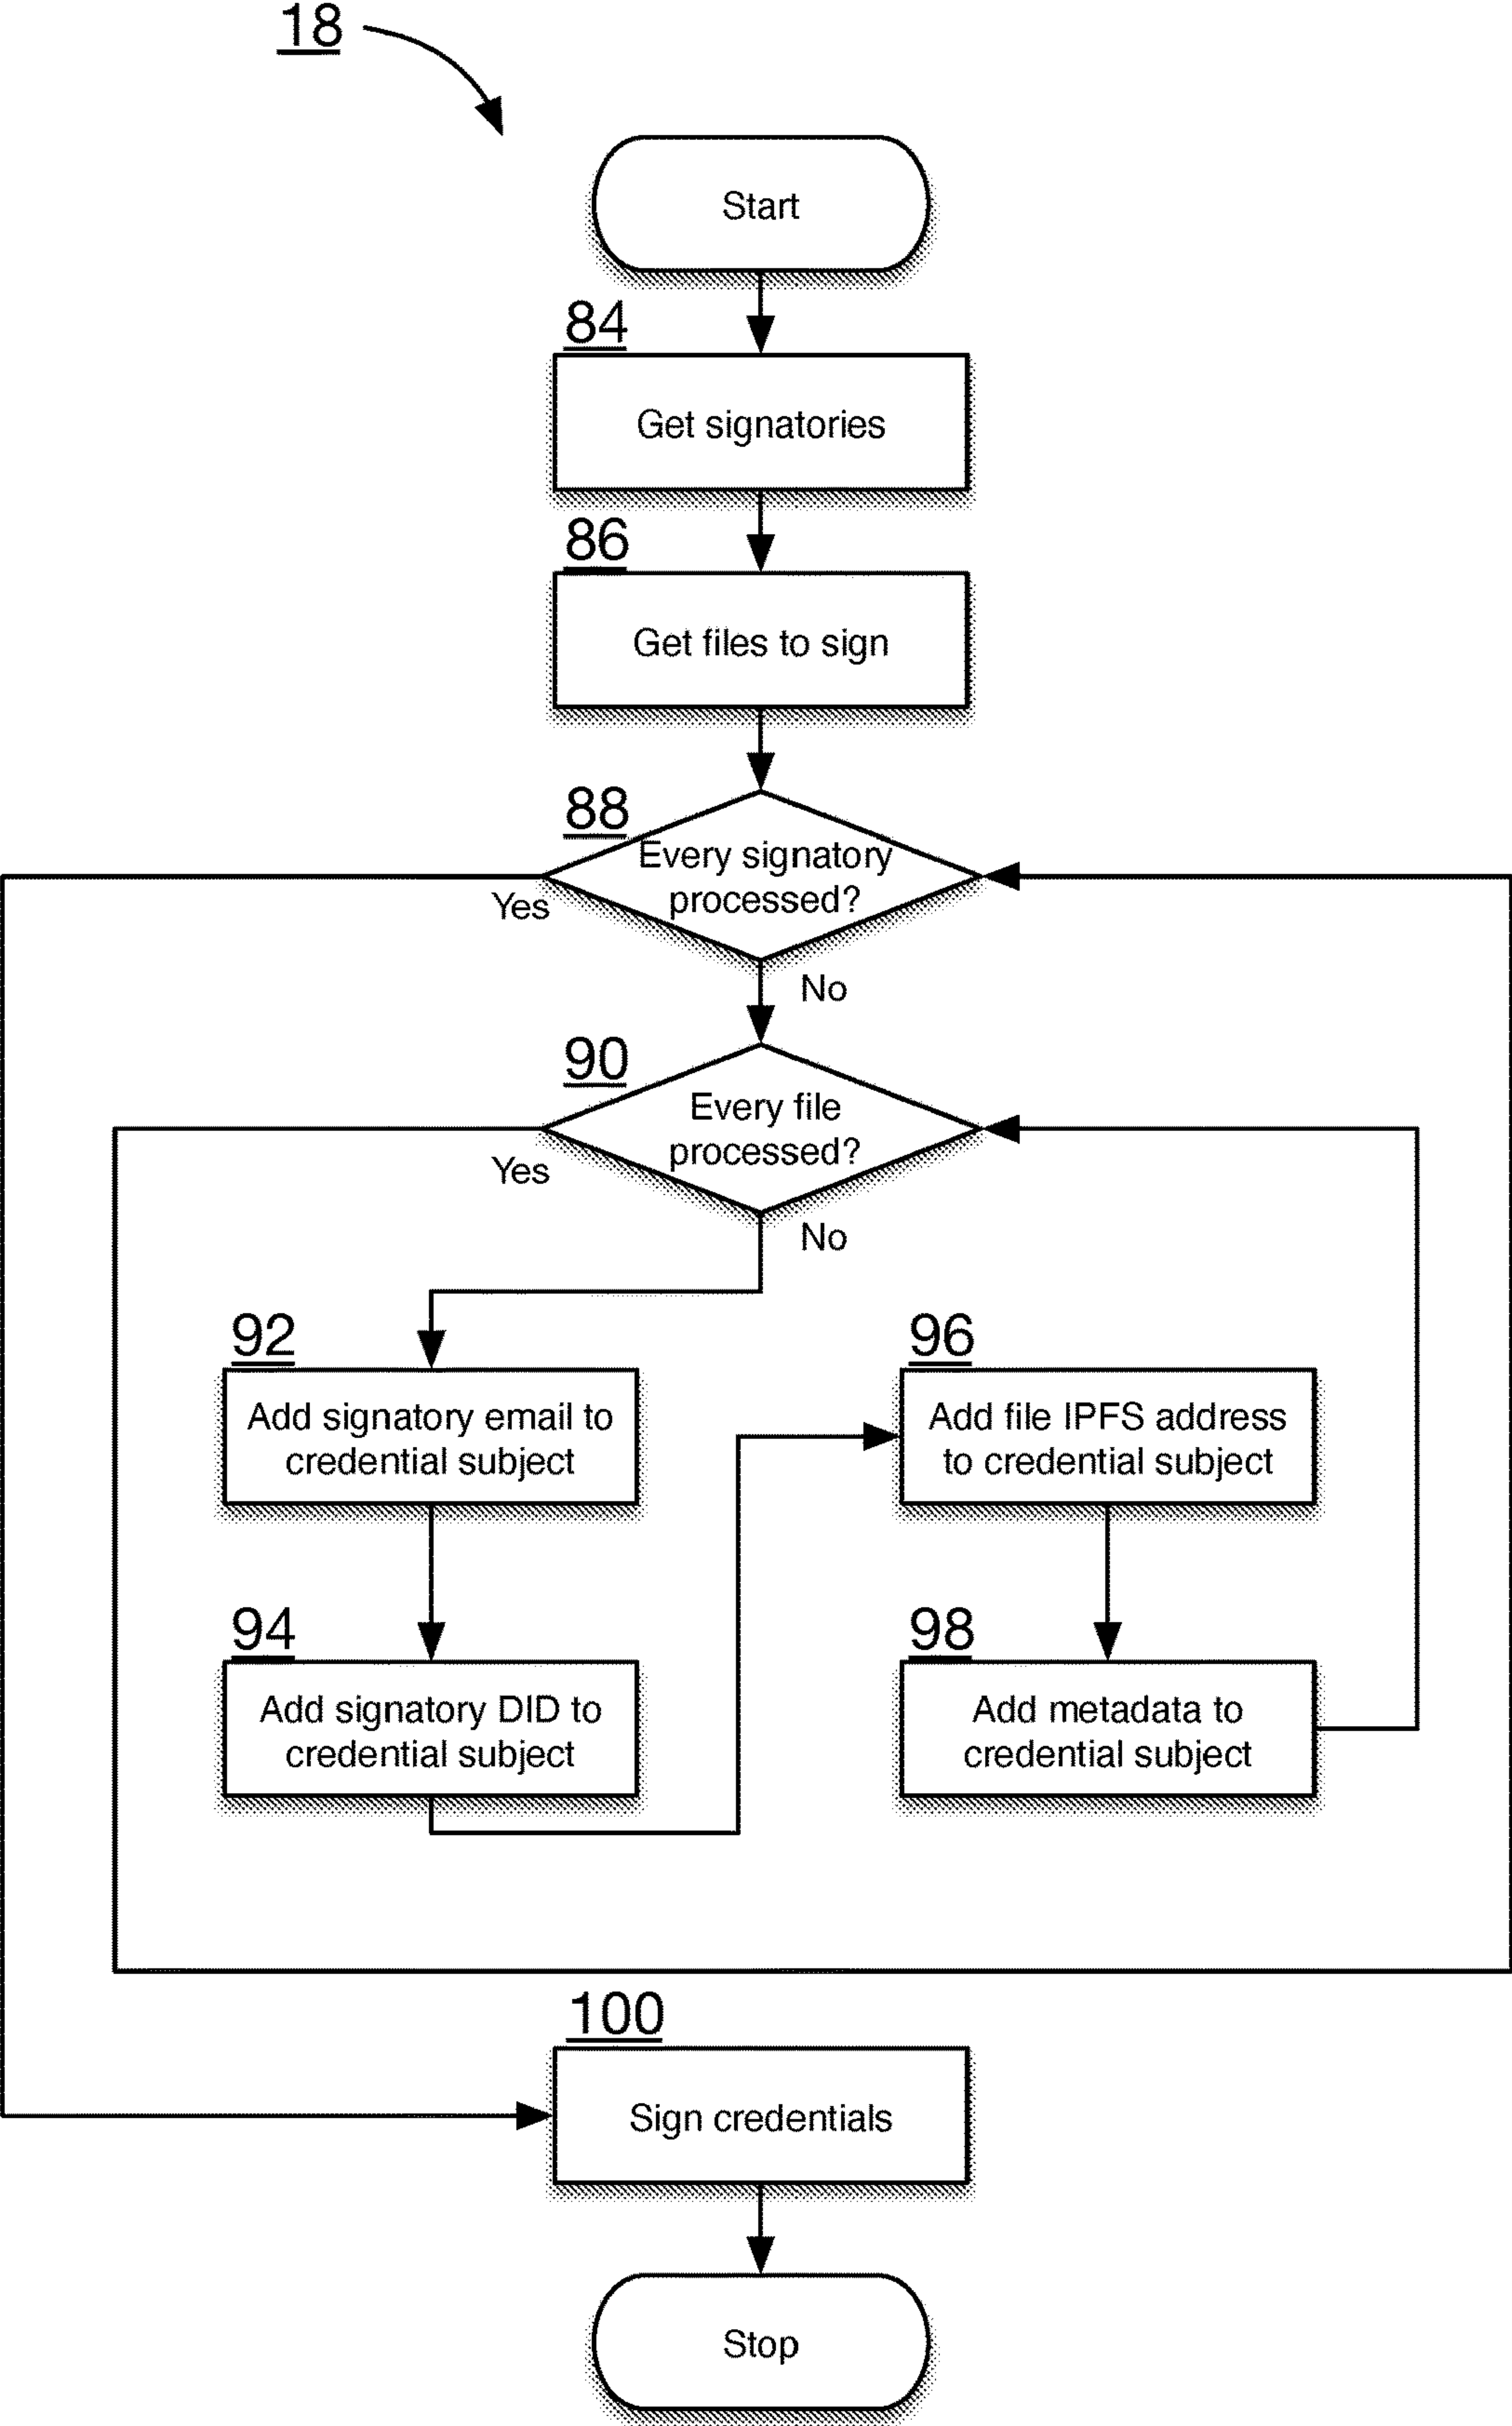 18
Start
84
Get signatories
86
Get files to sign
88
Every signatory
processed?
Yes
No
90
Every file
processed?
Yes
No
92
Add signatory email to
credential subject
94
Add signatory DID to
credential subject
96
Add file IPFS address
to credential subject
98
Add metadata to
credential subject
100
Sign credentials
Stop